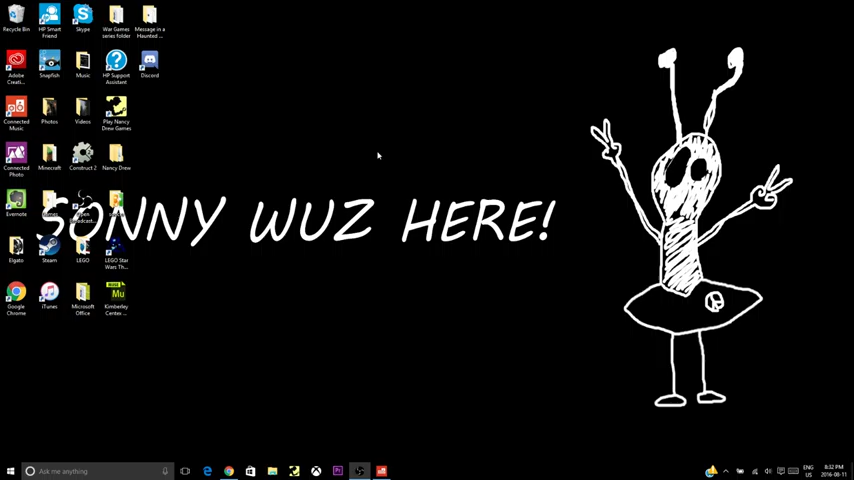 Recycle Bin
HP Smart Friend
Skype
War Games series folder
Message in a Haunted ...
Adobe Creati...
Snapfish
Music
HP Support Assistant
Discord
Connected Music
Photos
Videos
Play Nancy Drew Games
Connected Photo
Minecraft
Construct 2
Nancy Drew
Evernote
Open Broadcast...
SONNY WUZ HERE!
Elgato
Steam
LEGO
LEGO Star Wars Th...
Google Chrome
iTunes
Microsoft Office
Mu
Kimberley Centex ...
Ask me anything
ENG
US
8:32 PM
2016-08-11